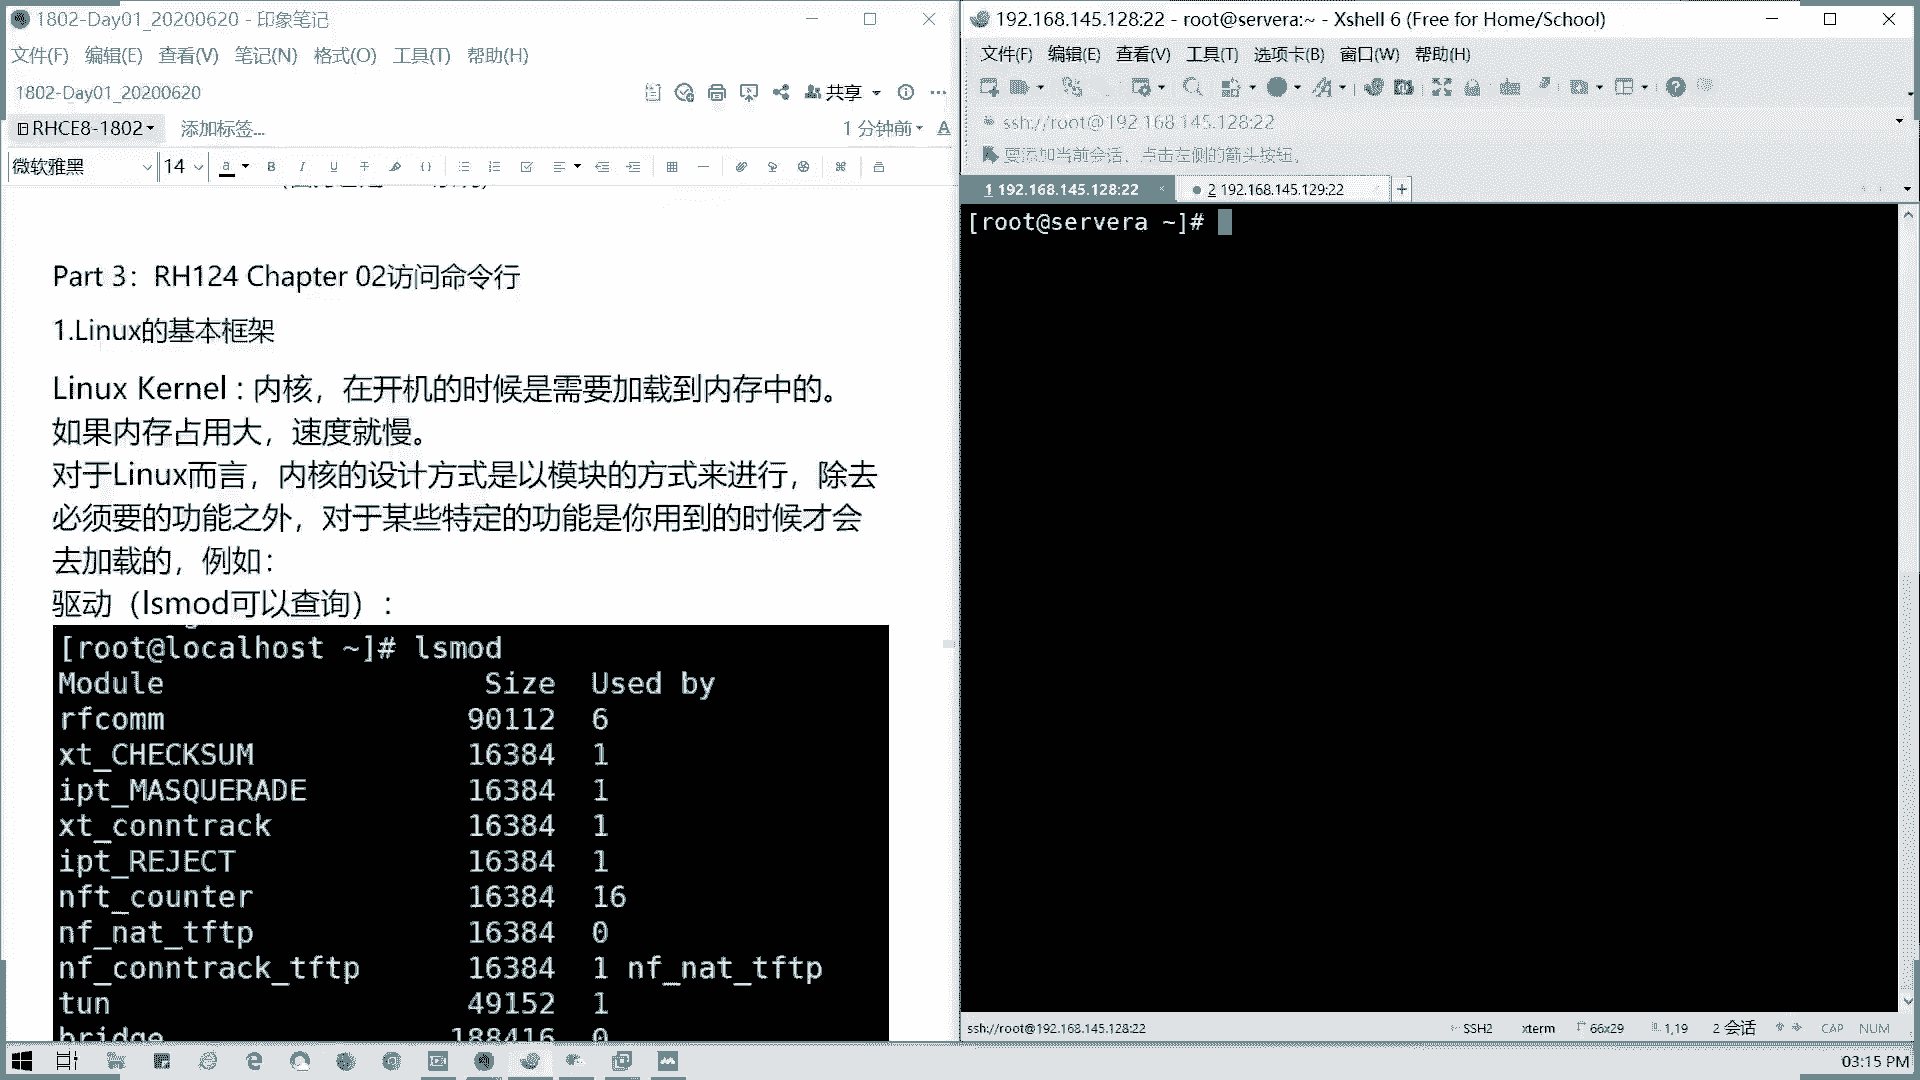 1802-Day01_20200620 - 印象笔记
文件(F) 编辑(E) 查看(V) 笔记(N) 格式(O) 工具(T) 帮助(H)
1802-Day01_20200620
共享
RHCE8-1802
添加标签...
1 分钟前
微软雅黑
14
Part 3：RH124 Chapter 02访问命令行
1.Linux的基本框架
Linux Kernel : 内核，在开机的时候是需要加载到内存中的。
如果内存占用大，速度就慢。
对于Linux而言，内核的设计方式是以模块的方式来进行，除去
必须要的功能之外，对于某些特定的功能是你用到的时候才会
去加载的，例如：
驱动（lsmod可以查询）：
[root@localhost ~]# lsmod
Module Size Used by
rfcomm 90112 6
xt_CHECKSUM 16384 1
ipt_MASQUERADE 16384 1
xt_conntrack 16384 1
ipt_REJECT 16384 1
nft_counter 16384 16
nf_nat_tftp 16384 0
nf_conntrack_tftp 16384 1 nf_nat_tftp
tun 49152 1
bridge 188416 0
192.168.145.128:22 - root@servera:~ - Xshell 6 (Free for Home/School)
文件(F) 编辑(E) 查看(V) 工具(T) 选项卡(B) 窗口(W) 帮助(H)
ssh://root@192.168.145.128:22
要添加当前会话，点击左侧的箭头按钮。
1 192.168.145.128:22
2 192.168.145.129:22
[root@servera ~]#
ssh://root@192.168.145.128:22
SSH2
xterm
66x29
1,19
2 会话
CAP NUM
03:15 PM